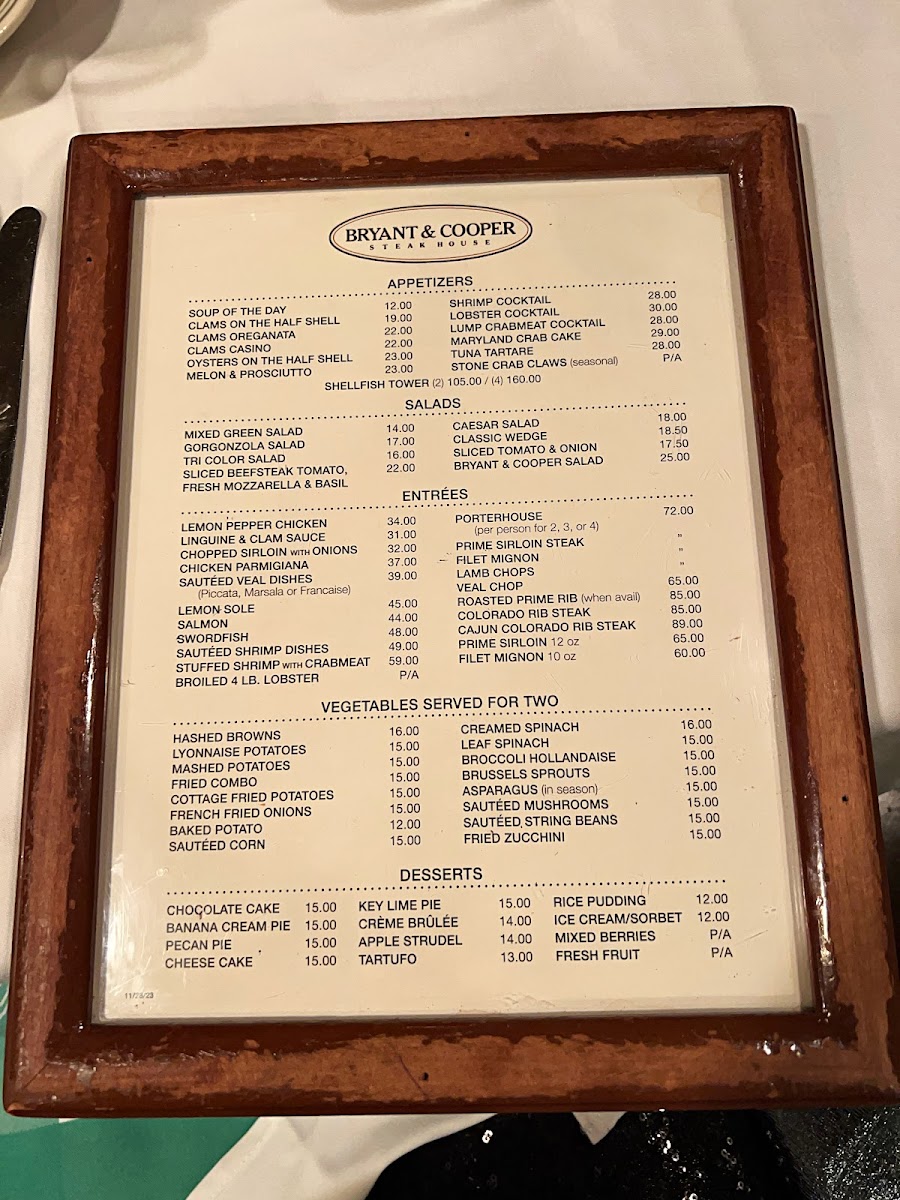 BRYANT & COOPER
STEAK HOUSE
APPETIZERS
SOUP OF THE DAY 12.00
CLAMS ON THE HALF SHELL 19.00
CLAMS OREGANATA 22.00
CLAMS CASINO 22.00
OYSTERS ON THE HALF SHELL 23.00
MELON & PROSCIUTTO 23.00
SHRIMP COCKTAIL 28.00
LOBSTER COCKTAIL 30.00
LUMP CRABMEAT COCKTAIL 28.00
MARYLAND CRAB CAKE 29.00
TUNA TARTARE 28.00
STONE CRAB CLAWS (seasonal) P/A
SHELLFISH TOWER (2) 105.00 / (4) 160.00
SALADS
MIXED GREEN SALAD 14.00
GORGONZOLA SALAD 17.00
TRI COLOR SALAD 16.00
SLICED BEEFSTEAK TOMATO, 22.00
FRESH MOZZARELLA & BASIL
CAESAR SALAD 18.00
CLASSIC WEDGE 18.50
SLICED TOMATO & ONION 17.50
BRYANT & COOPER SALAD 25.00
ENTRÉES
LEMON PEPPER CHICKEN 34.00
LINGUINE & CLAM SAUCE 31.00
CHOPPED SIRLOIN WITH ONIONS 32.00
CHICKEN PARMIGIANA 37.00
SAUTÉED VEAL DISHES 39.00
(Piccata, Marsala or Francaise)
LEMON SOLE 45.00
SALMON 44.00
SWORDFISH 48.00
SAUTÉED SHRIMP DISHES 49.00
STUFFED SHRIMP WITH CRABMEAT 59.00
BROILED 4 LB. LOBSTER P/A
PORTERHOUSE 72.00
(per person for 2, 3, or 4)
PRIME SIRLOIN STEAK "
FILET MIGNON "
LAMB CHOPS "
VEAL CHOP 65.00
ROASTED PRIME RIB (when avail) 85.00
COLORADO RIB STEAK 85.00
CAJUN COLORADO RIB STEAK 89.00
PRIME SIRLOIN 12 oz 65.00
FILET MIGNON 10 oz 60.00
VEGETABLES SERVED FOR TWO
HASHED BROWNS 16.00
LYONNAISE POTATOES 15.00
MASHED POTATOES 15.00
FRIED COMBO 15.00
COTTAGE FRIED POTATOES 15.00
FRENCH FRIED ONIONS 15.00
BAKED POTATO 12.00
SAUTÉED CORN 15.00
CREAMED SPINACH 16.00
LEAF SPINACH 15.00
BROCCOLI HOLLANDAISE 15.00
BRUSSELS SPROUTS 15.00
ASPARAGUS (in season) 15.00
SAUTÉED MUSHROOMS 15.00
SAUTÉED STRING BEANS 15.00
FRIED ZUCCHINI 15.00
DESSERTS
CHOCOLATE CAKE 15.00
BANANA CREAM PIE 15.00
PECAN PIE 15.00
CHEESE CAKE 15.00
KEY LIME PIE 15.00
CRÈME BRÛLÉE 14.00
APPLE STRUDEL 14.00
TARTUFO 13.00
RICE PUDDING 12.00
ICE CREAM/SORBET 12.00
MIXED BERRIES P/A
FRESH FRUIT P/A